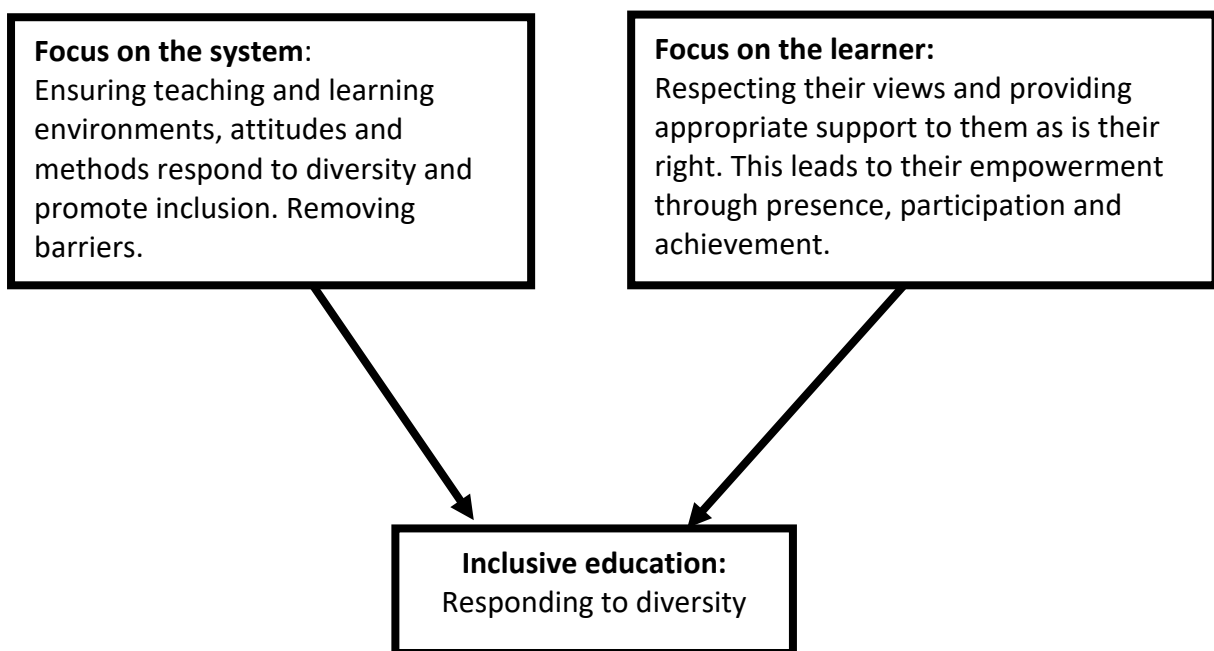 Focus on the system:
Ensuring teaching and learning
environments, attitudes and
methods respond to diversity and
promote inclusion. Removing
barriers.
Focus on the learner:
Respecting their views and providing
appropriate support to them as is their
right. This leads to their empowerment
through presence, participation and
achievement.
Inclusive education:
Responding to diversity